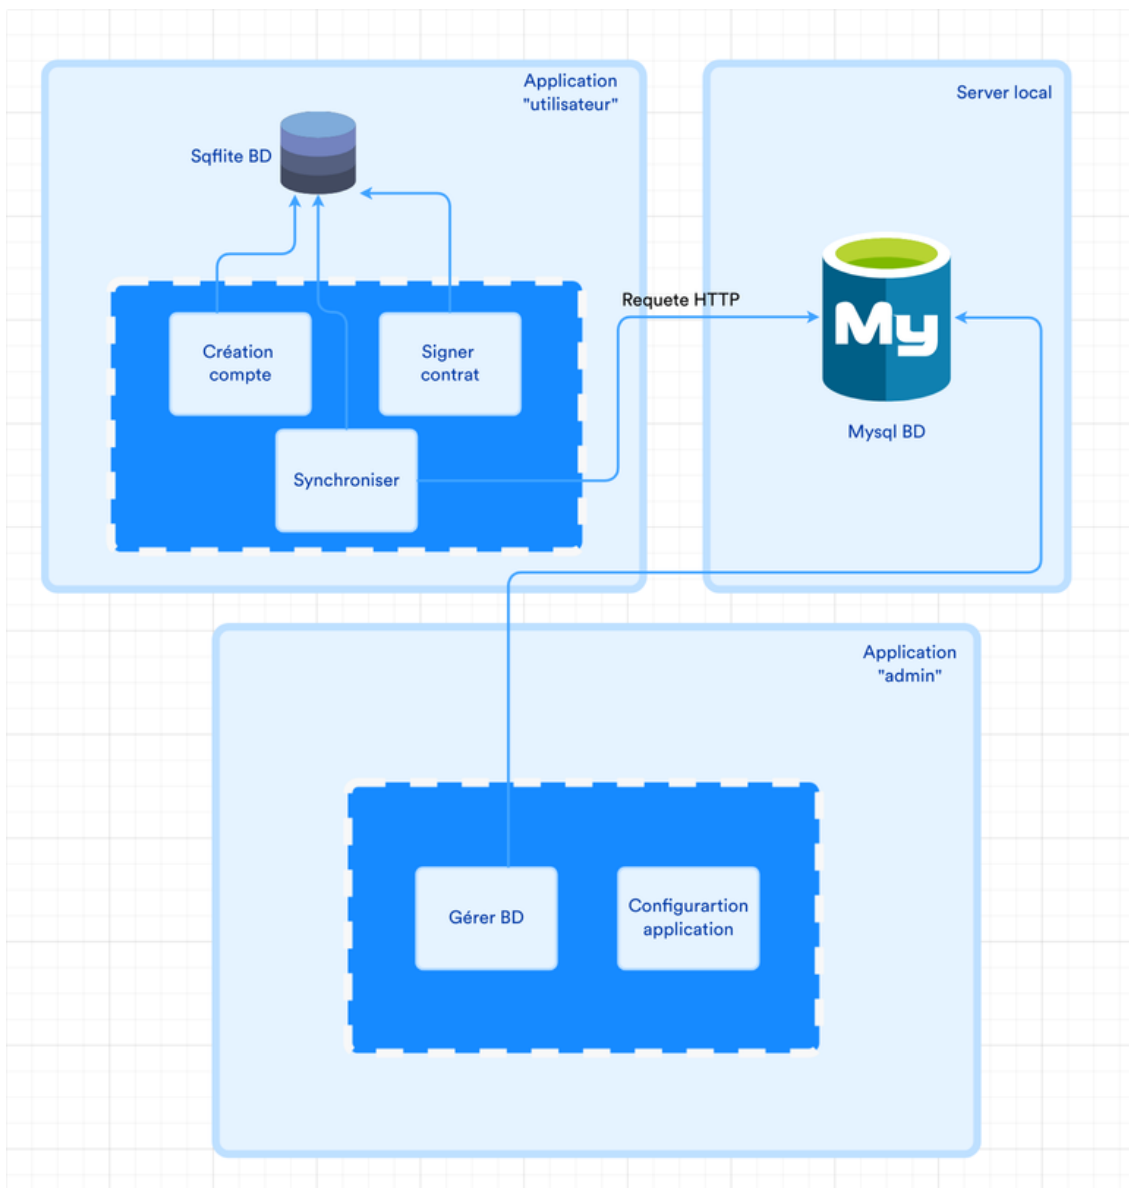 Application
"utilisateur"
Server local
Sqflite BD
Requete HTTP
My
Création
compte
Signer
contrat
Mysql BD
Synchroniser
Application
"admin"
Gérer BD
Configurartion
application